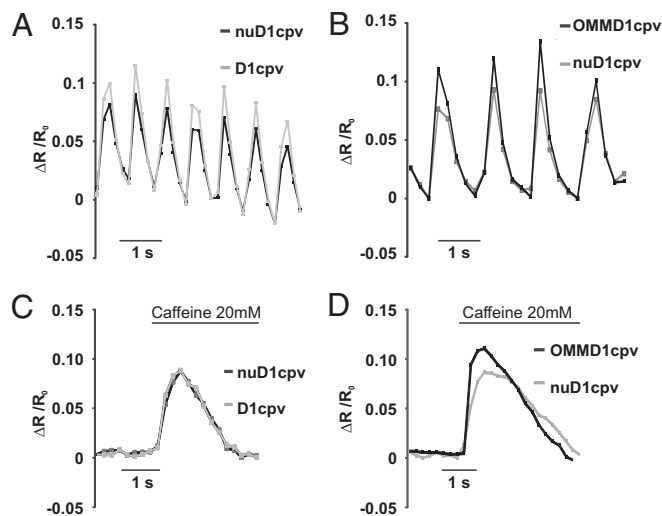 A
nuD1cpv
D1cpv
ΔR /R₀
0.15
0.1
0.05
0
-0.05
1 s
B
OMMD1cpv
nuD1cpv
ΔR /R₀
0.15
0.1
0.05
0
-0.05
1 s
C
Caffeine 20mM
nuD1cpv
D1cpv
ΔR /R₀
0.15
0.10
0.05
0
-0.05
1 s
D
Caffeine 20mM
OMMD1cpv
nuD1cpv
ΔR /R₀
0.15
0.10
0.05
0
-0.05
1 s